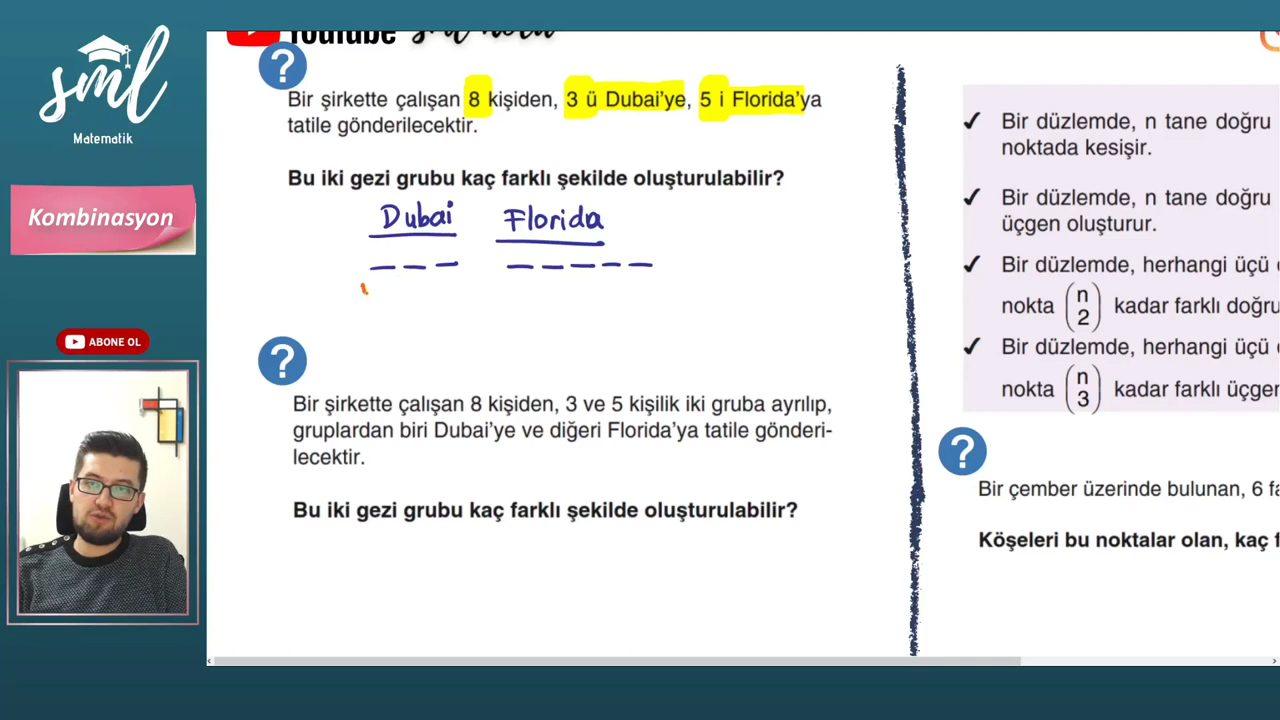 sml
Matematik
Kombinasyon
ABONE OL
YouTube
?
Bir şirkette çalışan 8 kişiden, 3 ü Dubai'ye, 5 i Florida'ya
tatile gönderilecektir.
Bu iki gezi grubu kaç farklı şekilde oluşturulabilir?
Dubai Florida
?
Bir şirkette çalışan 8 kişiden, 3 ve 5 kişilik iki gruba ayrılıp,
gruplardan biri Dubai'ye ve diğeri Florida'ya tatile gönderi-
lecektir.
Bu iki gezi grubu kaç farklı şekilde oluşturulabilir?
✓ Bir düzlemde, n tane doğru
noktada kesişir.
✓ Bir düzlemde, n tane doğru
üçgen oluşturur.
✓ Bir düzlemde, herhangi üçü
nokta (n 2) kadar farklı doğru
✓ Bir düzlemde, herhangi üçü
nokta (n 3) kadar farklı üçgen
?
Bir çember üzerinde bulunan, 6 fa
Köşeleri bu noktalar olan, kaç f